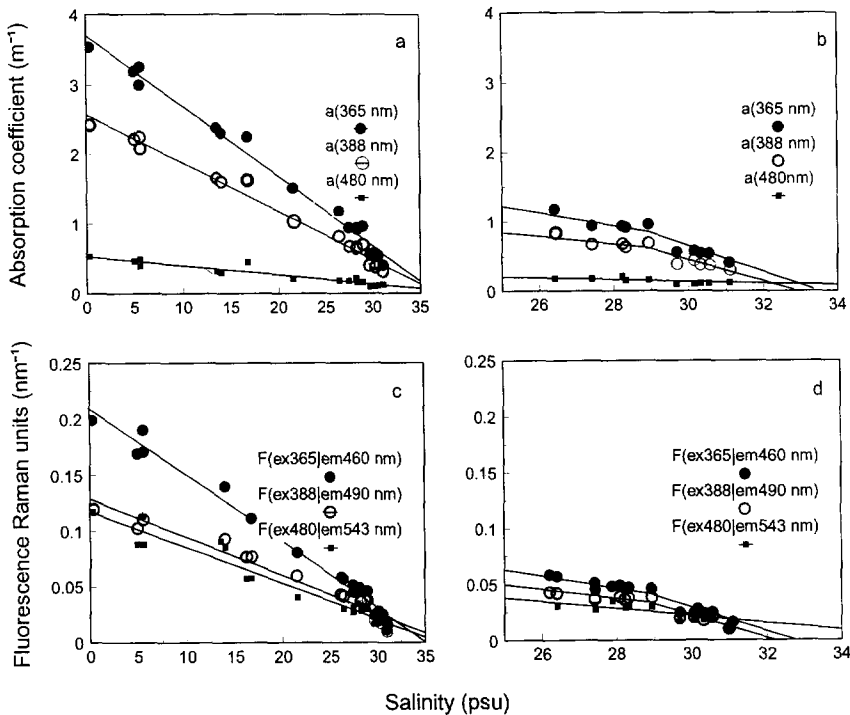 Absorption coefficient (m⁻¹)
4
3
2
1
0
a
a(365 nm)
a(388 nm)
a(480 nm)
0 5 10 15 20 25 30 35
4
3
2
1
0
b
a(365 nm)
a(388 nm)
a(480nm)
26 28 30 32 34
Fluorescence Raman units (nm⁻¹)
0.25
0.2
0.15
0.1
0.05
0
c
F(ex365|em460 nm)
F(ex388|em490 nm)
F(ex480|em543 nm)
0 5 10 15 20 25 30 35
0.25
0.2
0.15
0.1
0.05
0
d
F(ex365|em460 nm)
F(ex388|em490 nm)
F(ex480|em543 nm)
26 28 30 32 34
Salinity (psu)